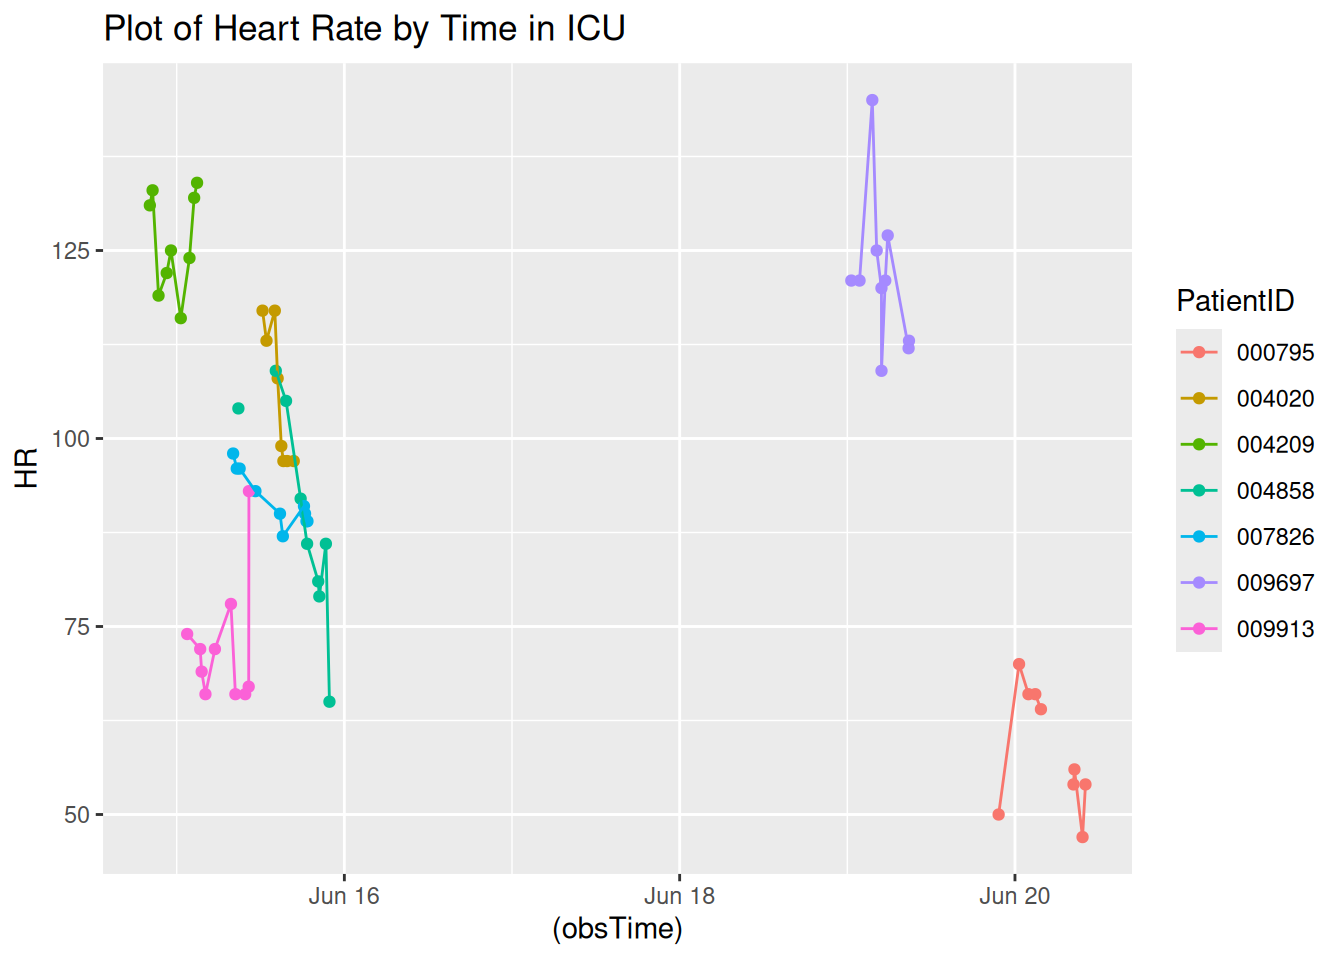 Plot of Heart Rate by Time in ICU
HR
125
100
75
50
Jun 16
Jun 18
Jun 20
(obsTime)
PatientID
000795
004020
004209
004858
007826
009697
009913